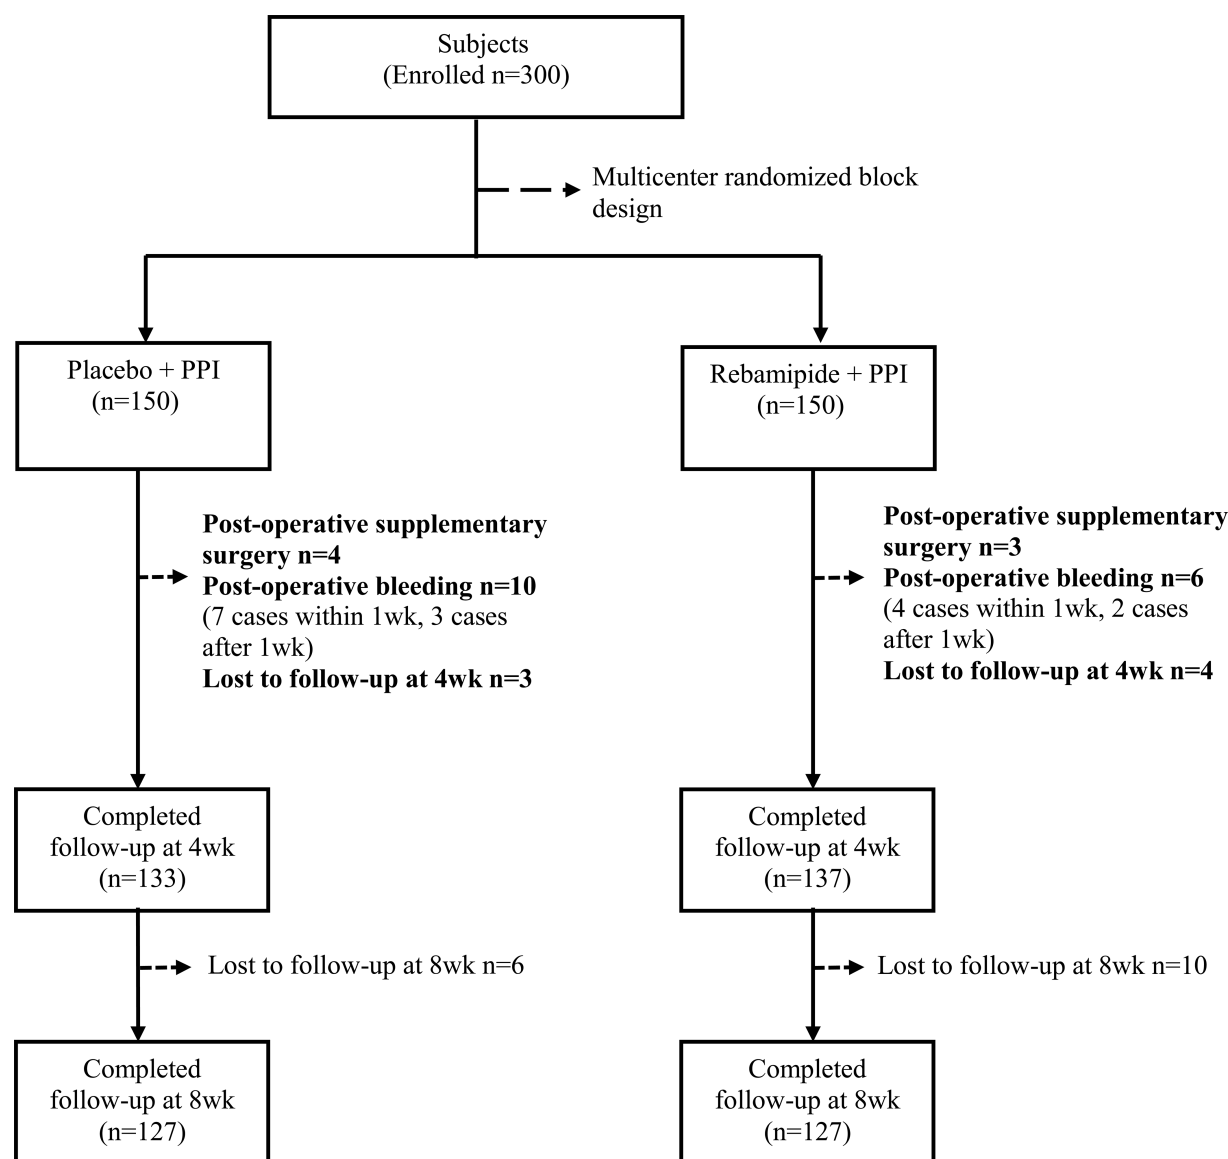 Subjects
(Enrolled n=300)
Multicenter randomized block
design
Placebo + PPI
(n=150)
Rebamipide + PPI
(n=150)
Post-operative supplementary
surgery n=4
Post-operative bleeding n=10
(7 cases within 1wk, 3 cases
after 1wk)
Lost to follow-up at 4wk n=3
Post-operative supplementary
surgery n=3
Post-operative bleeding n=6
(4 cases within 1wk, 2 cases
after 1wk)
Lost to follow-up at 4wk n=4
Completed
follow-up at 4wk
(n=133)
Completed
follow-up at 4wk
(n=137)
Lost to follow-up at 8wk n=6
Lost to follow-up at 8wk n=10
Completed
follow-up at 8wk
(n=127)
Completed
follow-up at 8wk
(n=127)